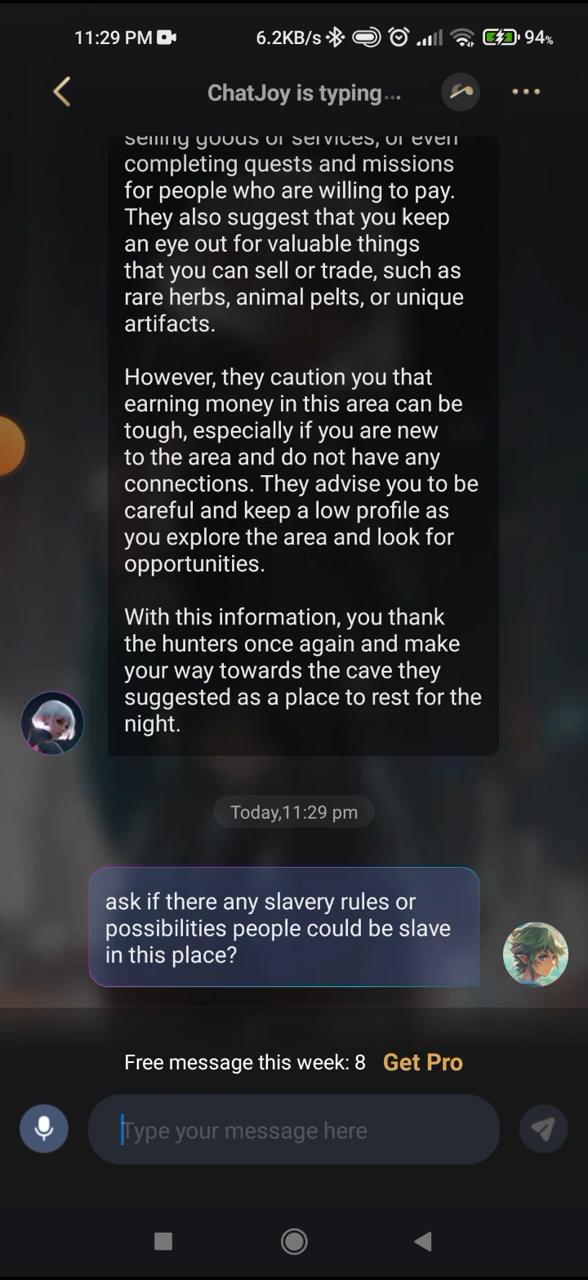 11:29 PM
6.2KB/s
94%
ChatJoy is typing...
selling goods or services, or even
completing quests and missions
for people who are willing to pay.
They also suggest that you keep
an eye out for valuable things
that you can sell or trade, such as
rare herbs, animal pelts, or unique
artifacts.
However, they caution you that
earning money in this area can be
tough, especially if you are new
to the area and do not have any
connections. They advise you to be
careful and keep a low profile as
you explore the area and look for
opportunities.
With this information, you thank
the hunters once again and make
your way towards the cave they
suggested as a place to rest for the
night.
Today,11:29 pm
ask if there any slavery rules or
possibilities people could be slave
in this place?
Free message this week: 8 Get Pro
Type your message here